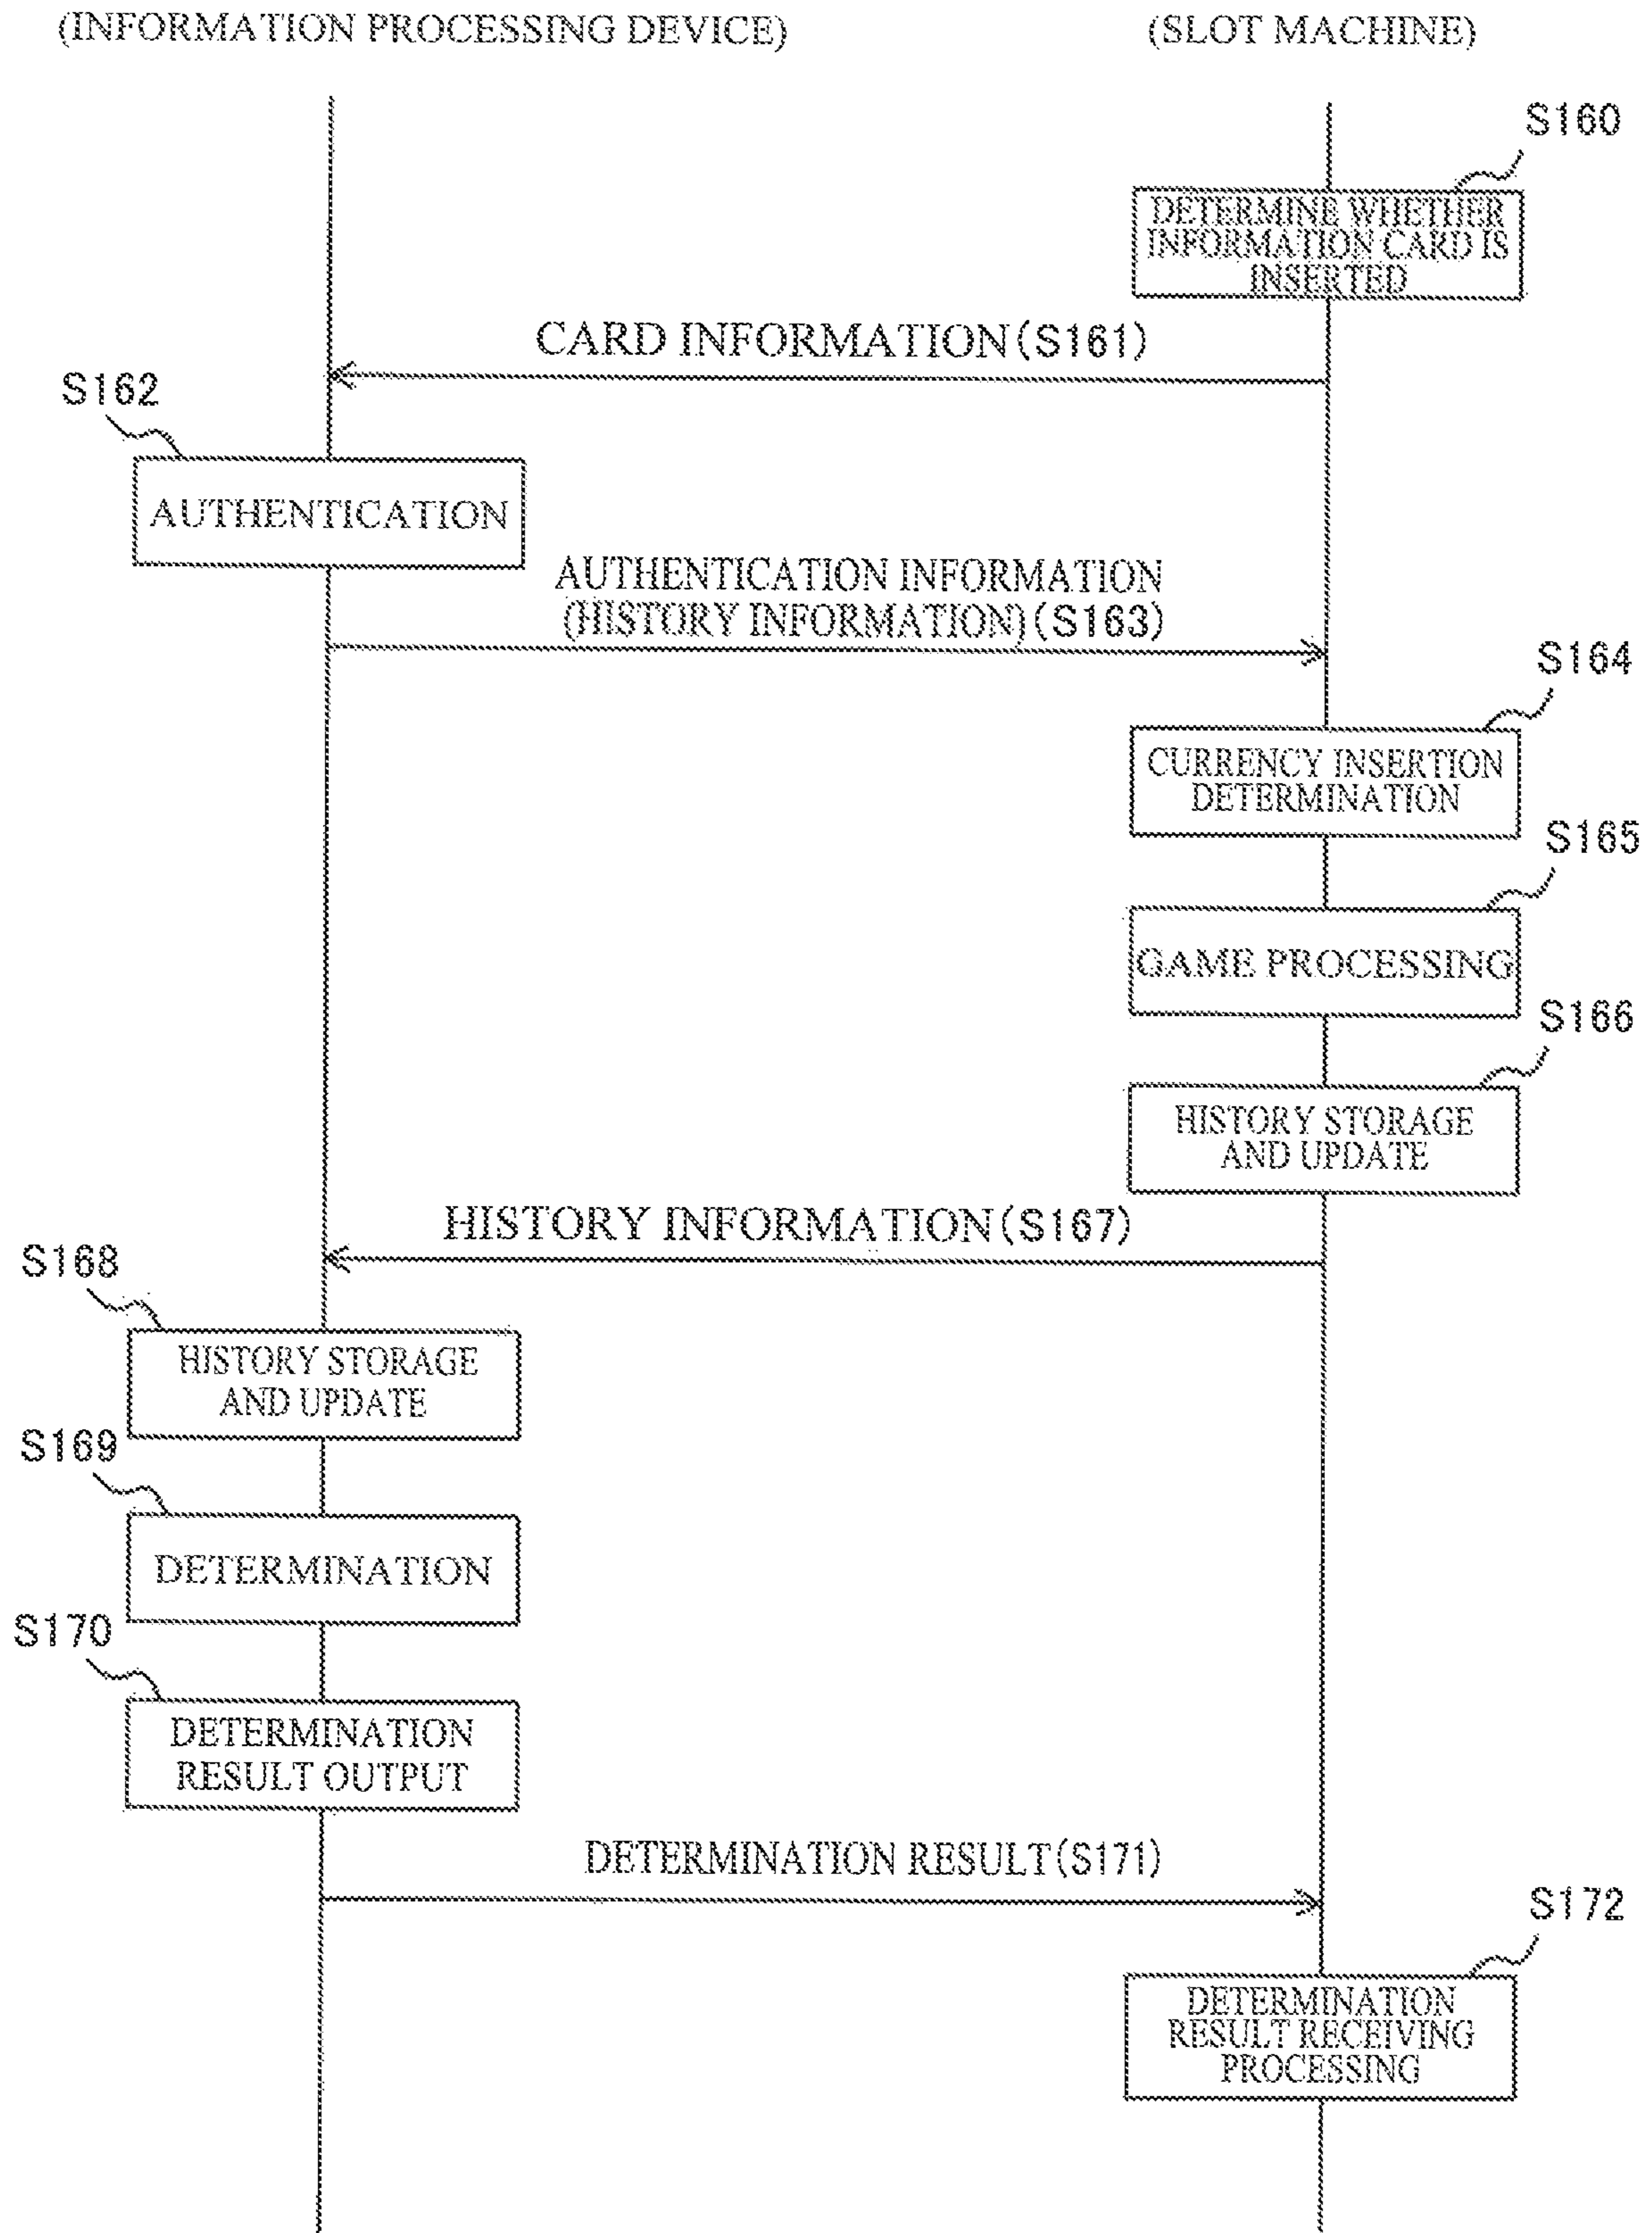 (INFORMATION PROCESSING DEVICE)
(SLOT MACHINE)
S160
DETERMINE WHETHER
INFORMATION CARD IS
INSERTED
CARD INFORMATION(S161)
S162
AUTHENTICATION
AUTHENTICATION INFORMATION
(HISTORY INFORMATION)(S163)
S164
CURRENCY INSERTION
DETERMINATION
S165
GAME PROCESSING
S166
HISTORY STORAGE
AND UPDATE
HISTORY INFORMATION(S167)
S168
HISTORY STORAGE
AND UPDATE
S169
DETERMINATION
S170
DETERMINATION
RESULT OUTPUT
DETERMINATION RESULT(S171)
S172
DETERMINATION
RESULT RECEIVING
PROCESSING